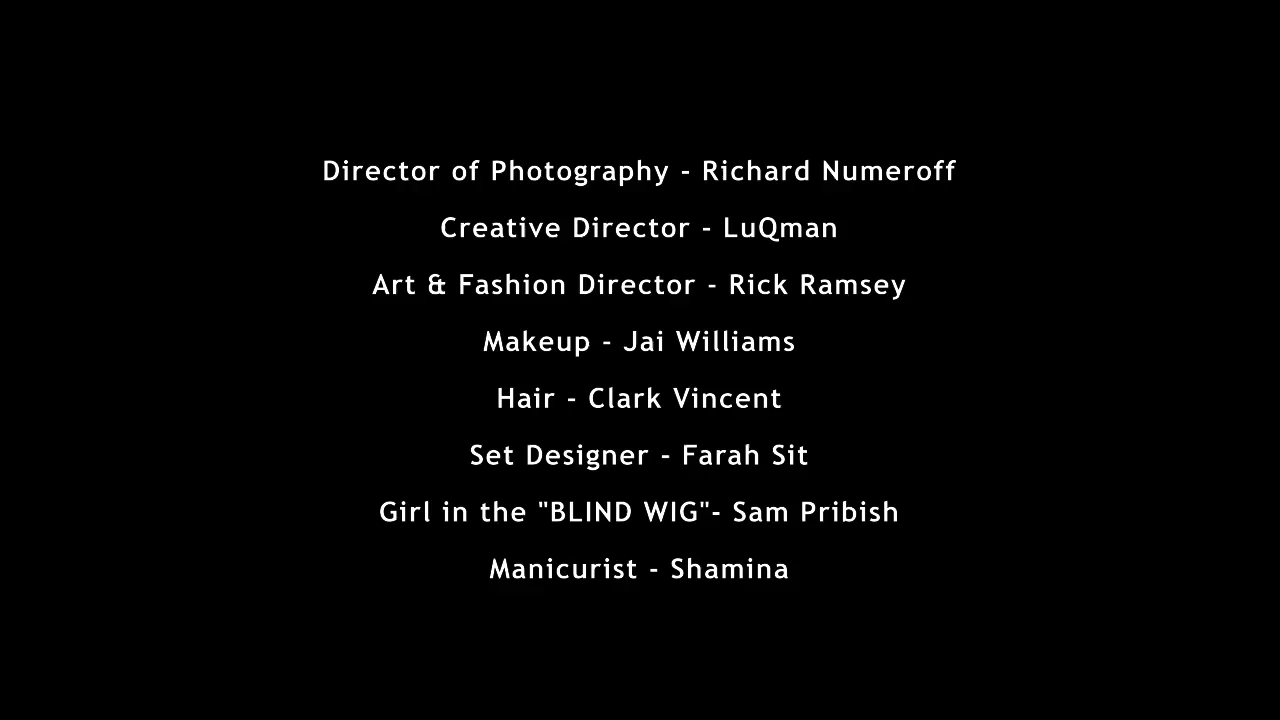 Director of Photography - Richard Numeroff
Creative Director - LuQman
Art & Fashion Director - Rick Ramsey
Makeup - Jai Williams
Hair - Clark Vincent
Set Designer - Farah Sit
Girl in the "BLIND WIG"- Sam Pribish
Manicurist - Shamina